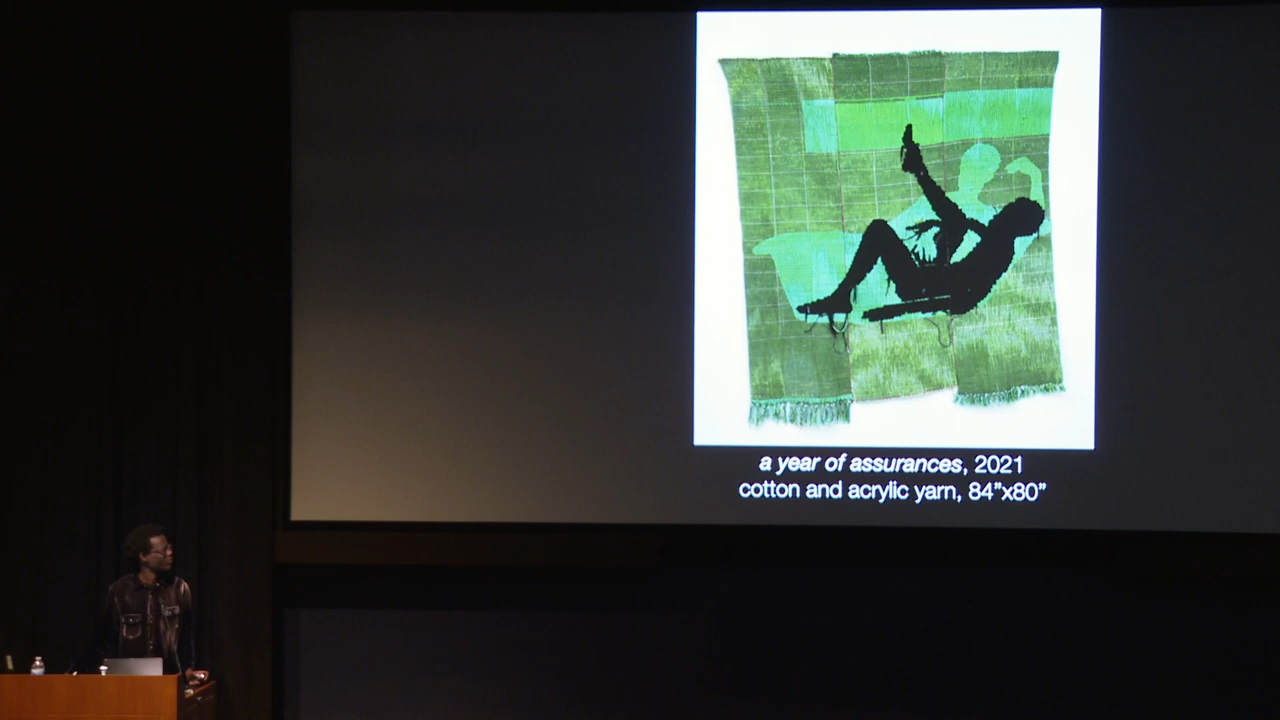 a year of assurances, 2021
cotton and acrylic yarn, 84”x80”